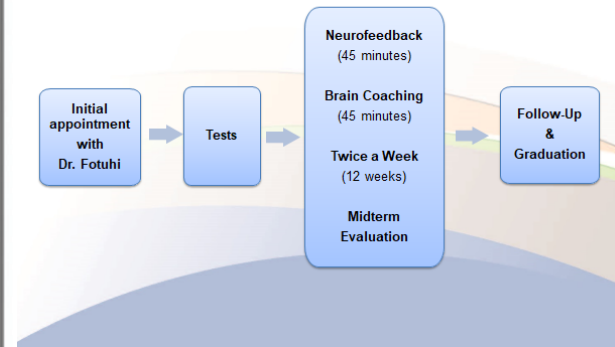 Initial
appointment
with
Dr. Fotuhi
Tests
Neurofeedback
(45 minutes)
Brain Coaching
(45 minutes)
Twice a Week
(12 weeks)
Midterm
Evaluation
Follow-Up
&
Graduation